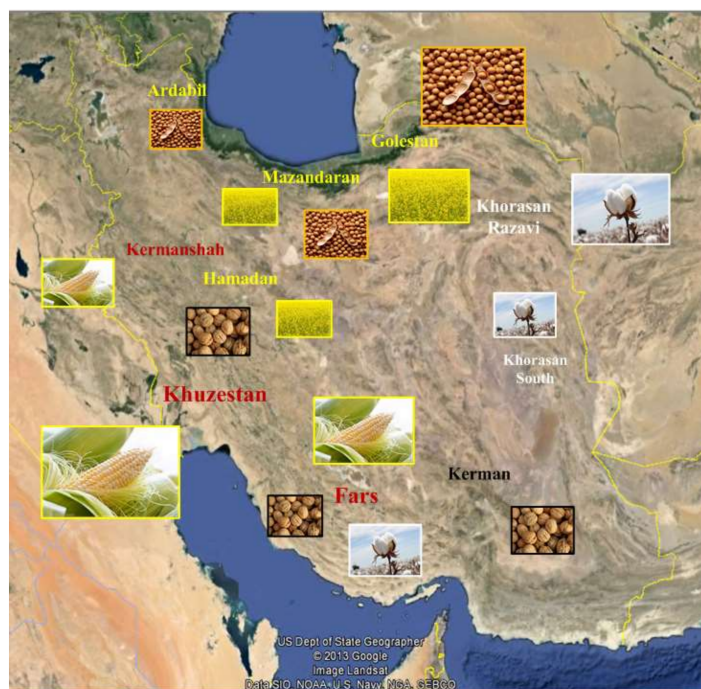 Ardabil
Golestan
Mazandaran
Khorasan
Razavi
Kermanshah
Hamadan
Khorasan
South
Khuzestan
Kerman
Fars
US Dept of State Geographer
© 2013 Google
Image Landsat
Data SIO, NOAA, U.S. Navy, NGA, GEBCO